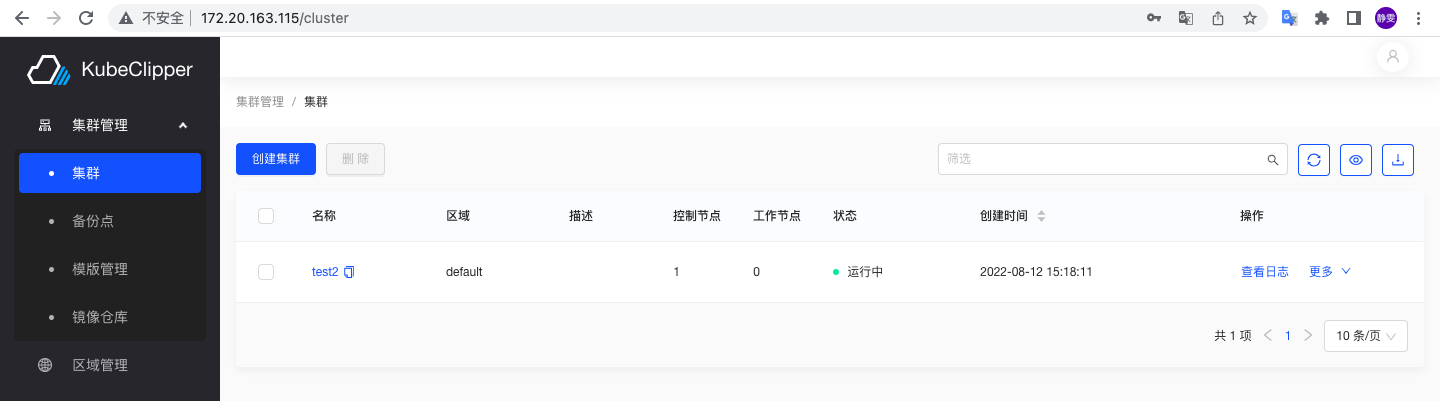 不安全 | 172.20.163.115/cluster
静雯
KubeClipper
集群管理
集群
备份点
模版管理
镜像仓库
区域管理
集群管理 / 集群
创建集群 删 除 筛选
名称 区域 描述 控制节点 工作节点 状态 创建时间 操作
test2 default 1 0 运行中 2022-08-12 15:18:11 查看日志 更多
共 1 项 1 10 条/页